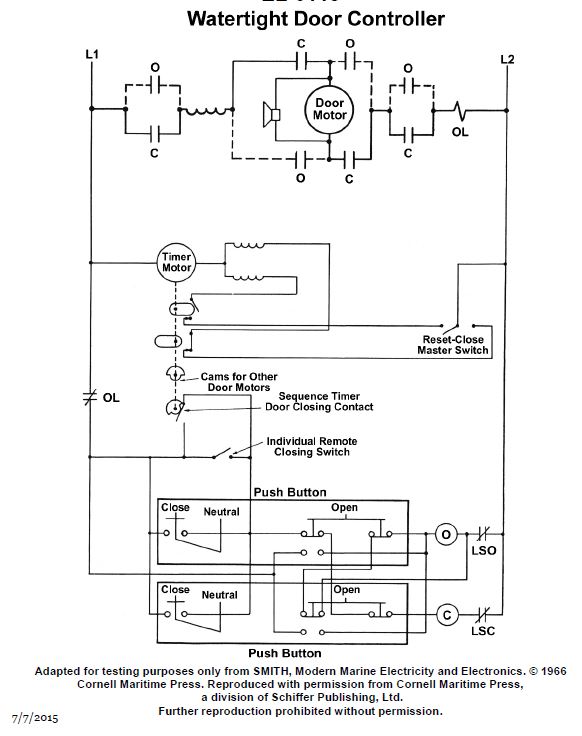 Watertight Door Controller
L1
C
O
L2
O
O
Door
Motor
OL
C
C
O
C
Timer
Motor
Reset-Close
Master Switch
Cams for Other
Door Motors
OL
Sequence Timer
Door Closing Contact
Individual Remote
Closing Switch
Push Button
Close
Neutral
Open
O
LSO
Close
Neutral
Open
C
LSC
Push Button
Adapted for testing purposes only from SMITH, Modern Marine Electricity and Electronics. © 1966
Cornell Maritime Press. Reproduced with permission from Cornell Maritime Press,
a division of Schiffer Publishing, Ltd.
Further reproduction prohibited without permission.
7/7/2015